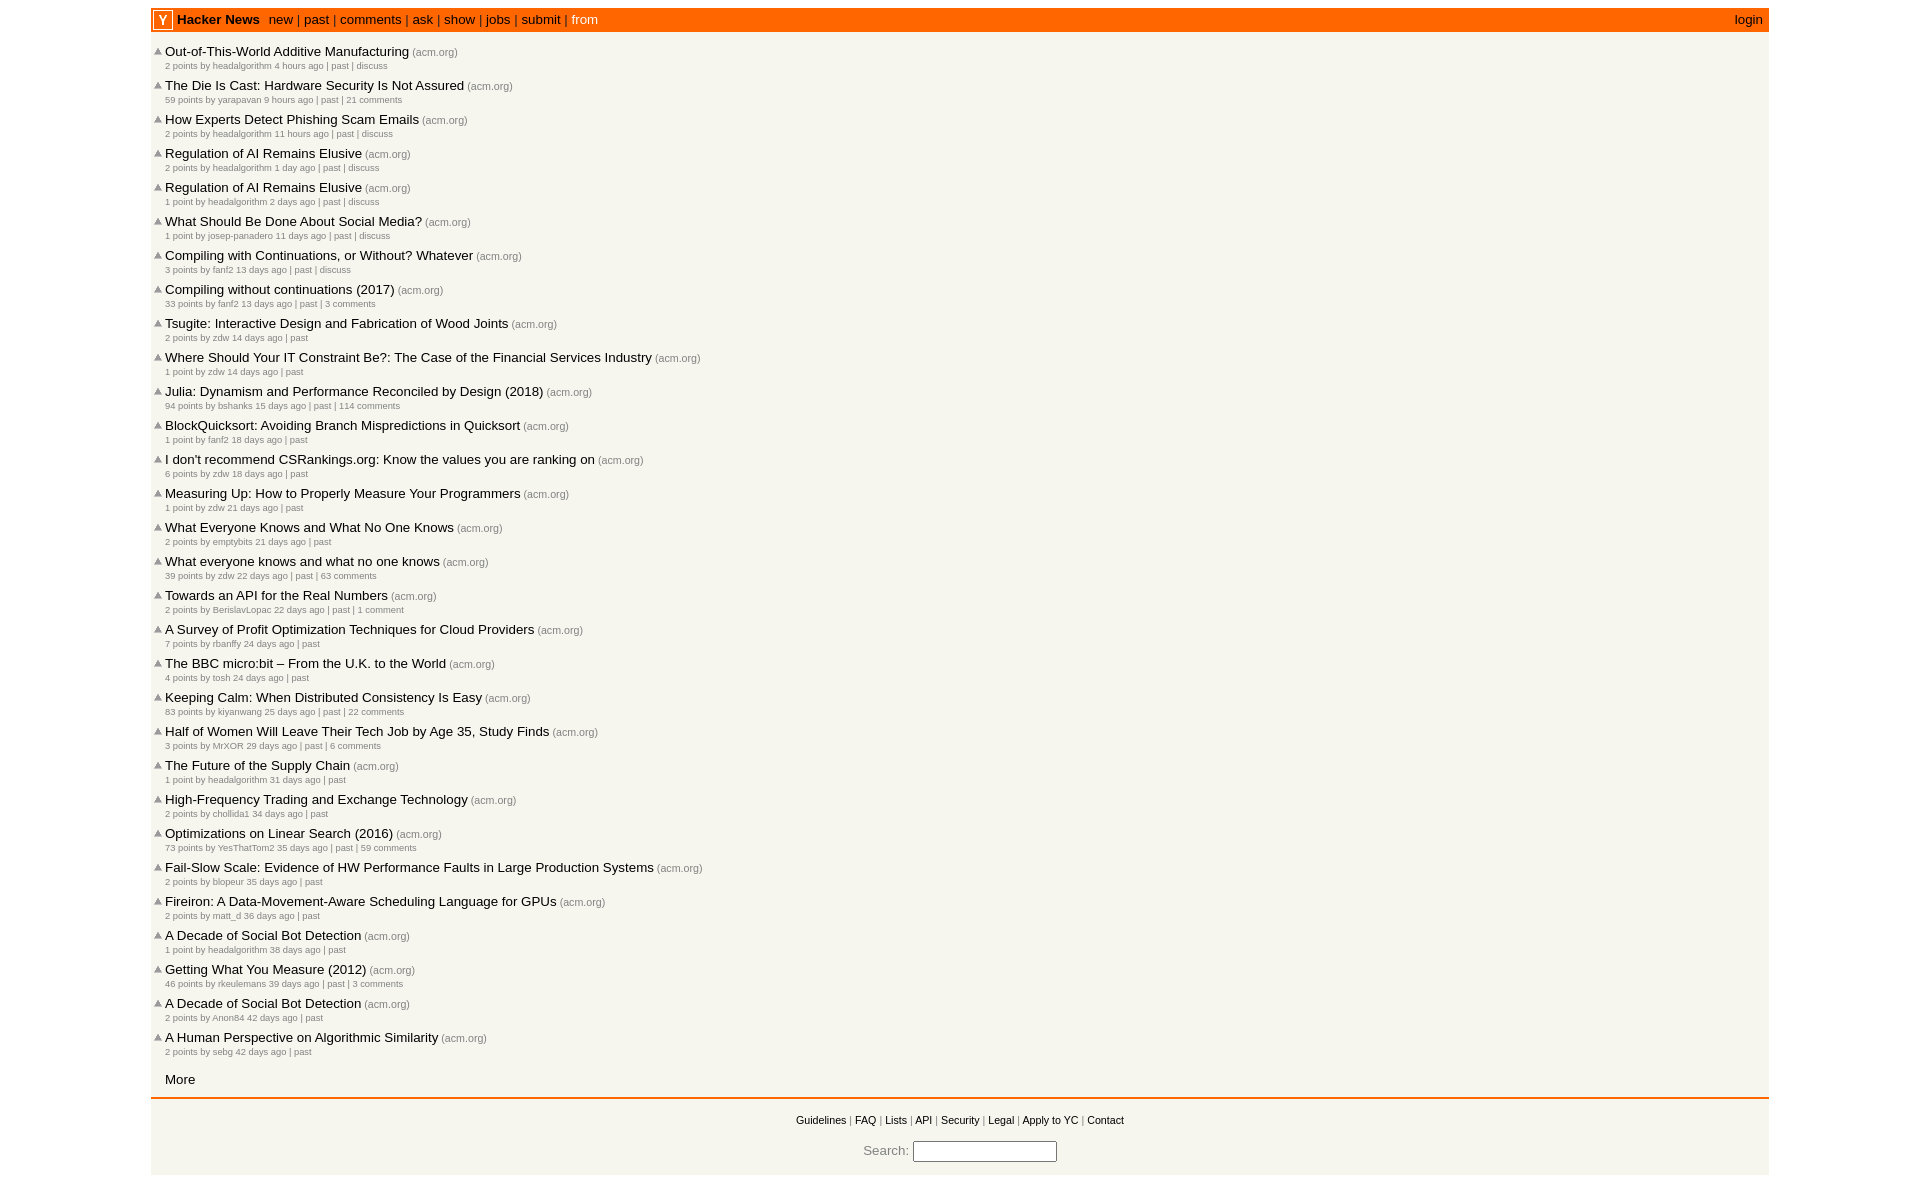 Y Hacker News new | past | comments | ask | show | jobs | submit | from login
Out-of-This-World Additive Manufacturing (acm.org)
2 points by headalgorithm 4 hours ago | past | discuss
The Die Is Cast: Hardware Security Is Not Assured (acm.org)
59 points by yarapavan 9 hours ago | past | 21 comments
How Experts Detect Phishing Scam Emails (acm.org)
2 points by headalgorithm 11 hours ago | past | discuss
Regulation of AI Remains Elusive (acm.org)
2 points by headalgorithm 1 day ago | past | discuss
Regulation of AI Remains Elusive (acm.org)
1 point by headalgorithm 2 days ago | past | discuss
What Should Be Done About Social Media? (acm.org)
1 point by josep-panadero 11 days ago | past | discuss
Compiling with Continuations, or Without? Whatever (acm.org)
3 points by fanf2 13 days ago | past | discuss
Compiling without continuations (2017) (acm.org)
33 points by fanf2 13 days ago | past | 3 comments
Tsugite: Interactive Design and Fabrication of Wood Joints (acm.org)
2 points by zdw 14 days ago | past
Where Should Your IT Constraint Be?: The Case of the Financial Services Industry (acm.org)
1 point by zdw 14 days ago | past
Julia: Dynamism and Performance Reconciled by Design (2018) (acm.org)
94 points by bshanks 15 days ago | past | 114 comments
BlockQuicksort: Avoiding Branch Mispredictions in Quicksort (acm.org)
1 point by fanf2 18 days ago | past
I don't recommend CSRankings.org: Know the values you are ranking on (acm.org)
6 points by zdw 18 days ago | past
Measuring Up: How to Properly Measure Your Programmers (acm.org)
1 point by zdw 21 days ago | past
What Everyone Knows and What No One Knows (acm.org)
2 points by emptybits 21 days ago | past
What everyone knows and what no one knows (acm.org)
39 points by zdw 22 days ago | past | 63 comments
Towards an API for the Real Numbers (acm.org)
2 points by BerislavLopac 22 days ago | past | 1 comment
A Survey of Profit Optimization Techniques for Cloud Providers (acm.org)
7 points by rbanffy 24 days ago | past
The BBC micro:bit – From the U.K. to the World (acm.org)
4 points by tosh 24 days ago | past
Keeping Calm: When Distributed Consistency Is Easy (acm.org)
83 points by kiyanwang 25 days ago | past | 22 comments
Half of Women Will Leave Their Tech Job by Age 35, Study Finds (acm.org)
3 points by MrXOR 29 days ago | past | 6 comments
The Future of the Supply Chain (acm.org)
1 point by headalgorithm 31 days ago | past
High-Frequency Trading and Exchange Technology (acm.org)
2 points by chollida1 34 days ago | past
Optimizations on Linear Search (2016) (acm.org)
73 points by YesThatTom2 35 days ago | past | 59 comments
Fail-Slow Scale: Evidence of HW Performance Faults in Large Production Systems (acm.org)
2 points by blopeur 35 days ago | past
Fireiron: A Data-Movement-Aware Scheduling Language for GPUs (acm.org)
2 points by matt_d 36 days ago | past
A Decade of Social Bot Detection (acm.org)
1 point by headalgorithm 38 days ago | past
Getting What You Measure (2012) (acm.org)
46 points by rkeulemans 39 days ago | past | 3 comments
A Decade of Social Bot Detection (acm.org)
2 points by Anon84 42 days ago | past
A Human Perspective on Algorithmic Similarity (acm.org)
2 points by sebg 42 days ago | past
More
Guidelines | FAQ | Lists | API | Security | Legal | Apply to YC | Contact
Search: